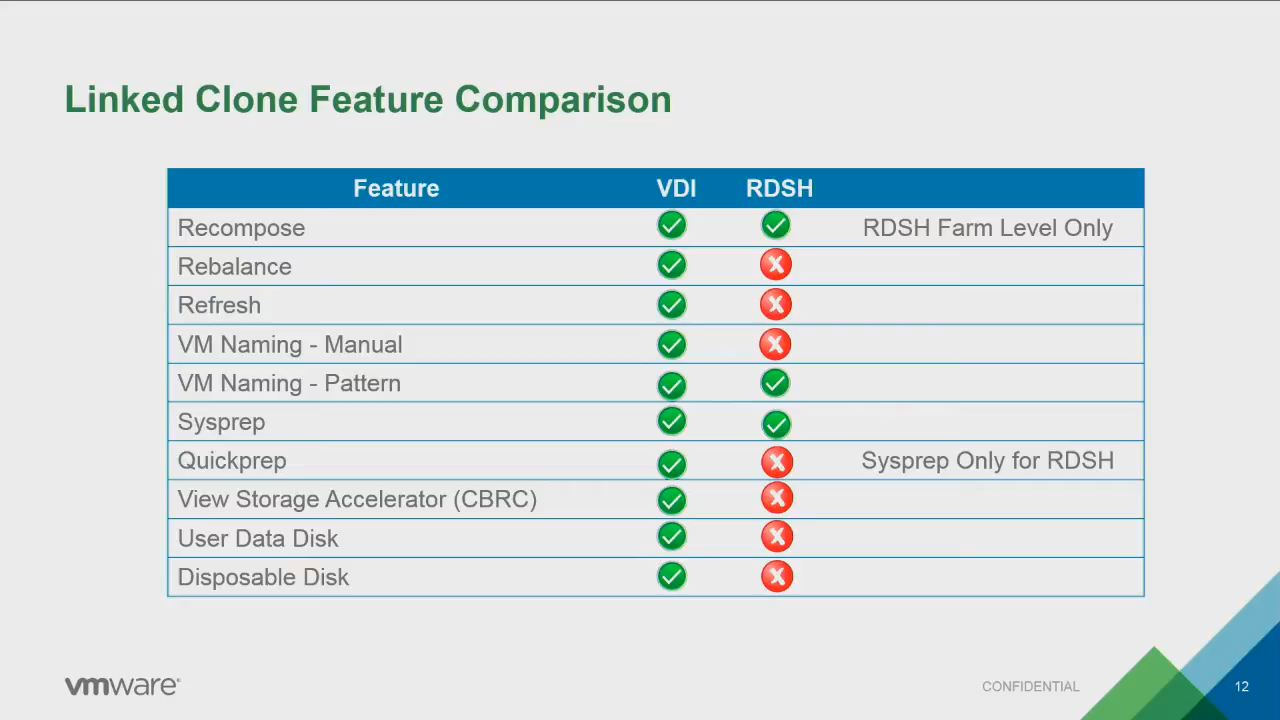 Linked Clone Feature Comparison
Feature VDI RDSH
Recompose RDSH Farm Level Only
Rebalance
Refresh
VM Naming - Manual
VM Naming - Pattern
Sysprep
Quickprep Sysprep Only for RDSH
View Storage Accelerator (CBRC)
User Data Disk
Disposable Disk
vmware CONFIDENTIAL 12